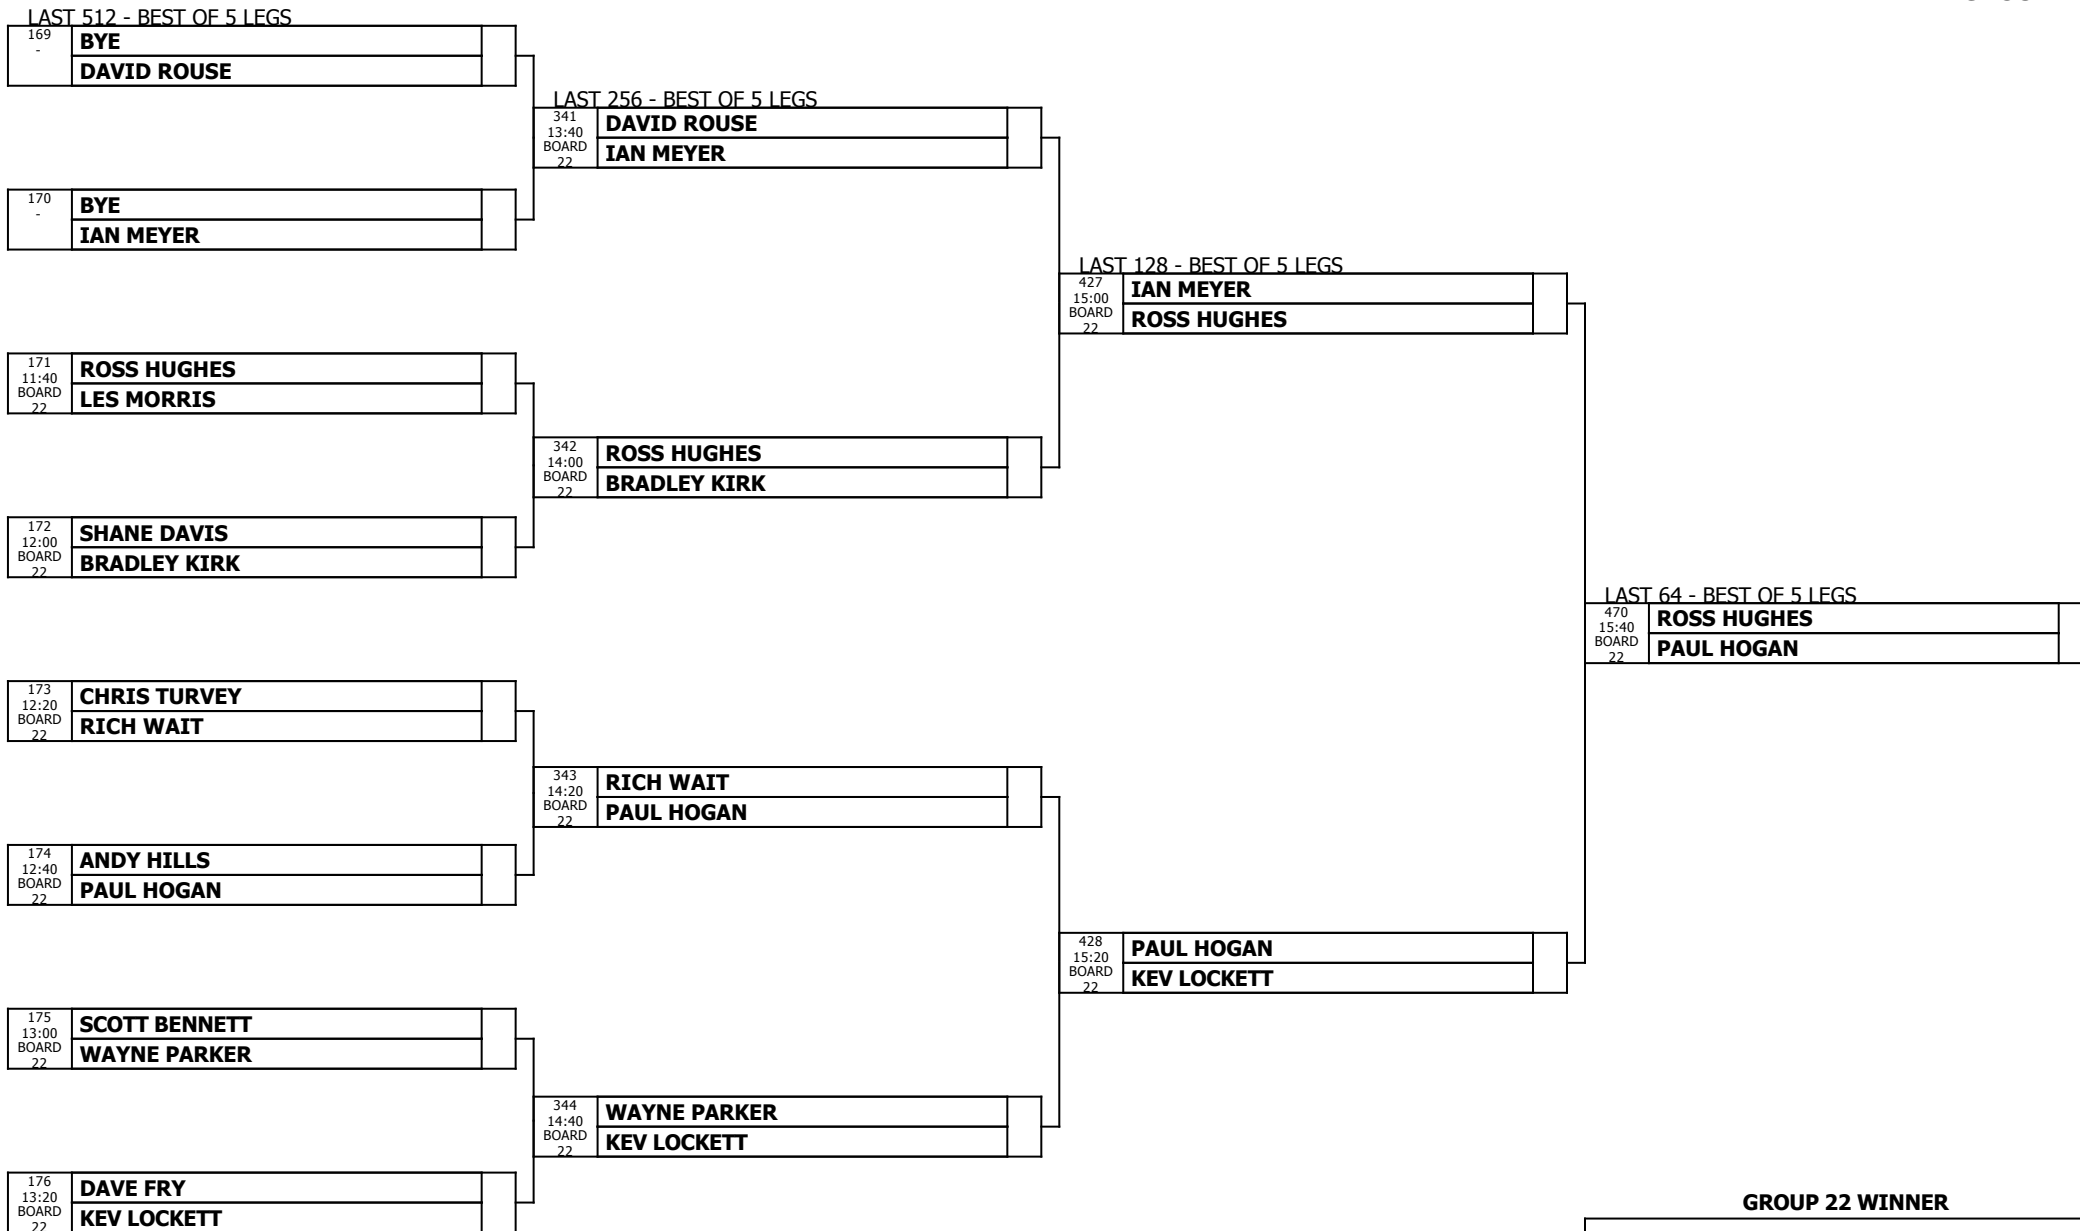 LAST 512 - BEST OF 5 LEGS
169
-
BYE
DAVID ROUSE
170
-
BYE
IAN MEYER
171
11:40
BOARD
22
ROSS HUGHES
LES MORRIS
172
12:00
BOARD
22
SHANE DAVIS
BRADLEY KIRK
173
12:20
BOARD
22
CHRIS TURVEY
RICH WAIT
174
12:40
BOARD
22
ANDY HILLS
PAUL HOGAN
175
13:00
BOARD
22
SCOTT BENNETT
WAYNE PARKER
176
13:20
BOARD
22
DAVE FRY
KEV LOCKETT
LAST 256 - BEST OF 5 LEGS
341
13:40
BOARD
22
DAVID ROUSE
IAN MEYER
342
14:00
BOARD
22
ROSS HUGHES
BRADLEY KIRK
343
14:20
BOARD
22
RICH WAIT
PAUL HOGAN
344
14:40
BOARD
22
WAYNE PARKER
KEV LOCKETT
LAST 128 - BEST OF 5 LEGS
427
15:00
BOARD
22
IAN MEYER
ROSS HUGHES
428
15:20
BOARD
22
PAUL HOGAN
KEV LOCKETT
LAST 64 - BEST OF 5 LEGS
470
15:40
BOARD
22
ROSS HUGHES
PAUL HOGAN
GROUP 22 WINNER